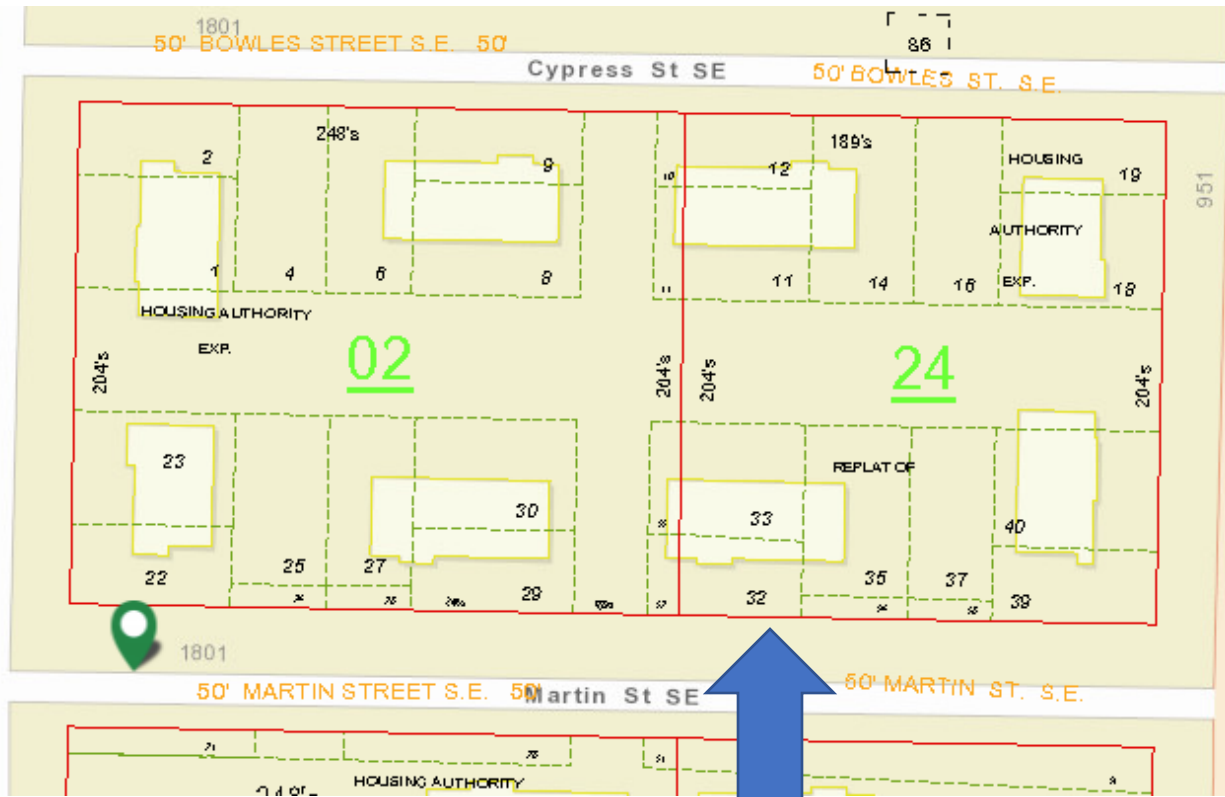 1801
50' BOWLES STREET S.E. 50'
86
Cypress St SE
50' BOWLES ST. S.E.
248's
189's
2
9
12
HOUSING
19
10
951
AUTHORITY
1
4
6
8
11
11
14
16
EXP.
18
HOUSING AUTHORITY
EXP.
02
24
204's
204's
204's
204's
23
REPLAT OF
30
33
40
22
25
27
29
32
35
37
39
1801
50' MARTIN STREET S.E. 50'
Martin St SE
50' MARTIN ST. S.E.
HOUSING AUTHORITY